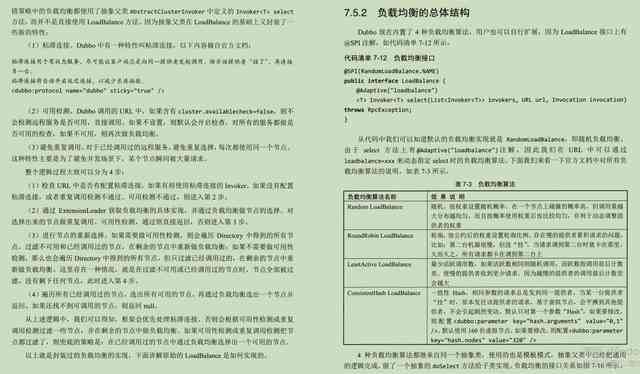 错策略中的负载均衡都使用了抽象父类 AbstractClusterInvoker 中定义的 Invoker<T> select
方法，而并不是直接使用 LoadBalance 方法。因为抽象父类在 LoadBalance 的基础上又封装了一
些新的特性：
（1）粘滞连接。Dubbo 中有一种特性叫粘滞连接，以下内容摘自官方文档：
粘滞连接用于有状态服务，尽可能让客户端总是向同一提供者发起调用，除非该提供者“挂了”，再连接
另一台。
粘滞连接将自动开启延迟连接，以减少长连接数。
<dubbo:protocol name="dubbo" sticky="true" />
（2）可用检测。Dubbo 调用的 URL 中，如果含有 cluster.availablecheck=false，则不
会检测远程服务是否可用，直接调用。如果不设置，则默认会开启检查，对所有的服务都做是
否可用的检查，如果不可用，则再次做负载均衡。
（3）避免重复调用。对于已经调用过的远程服务，避免重复选择，每次都使用同一个节点。
这种特性主要是为了避免并发场景下，某个节点瞬间被大量请求。
整个逻辑过程大致可以分为 4 步：
（1）检查 URL 中是否有配置粘滞连接，如果有则使用粘滞连接的 Invoker。如果没有配置
粘滞连接，或者重复调用检测不通过、可用检测不通过，则进入第 2 步。
（2）通过 ExtensionLoader 获取负载均衡的具体实现，并通过负载均衡做节点的选择。对
选择出来的节点做重复调用、可用性检测，通过则直接返回，否则进入第 3 步。
（3）进行节点的重新选择。如果需要做可用性检测，则会遍历 Directory 中得到的所有节
点，过滤不可用和已经调用过的节点，在剩余的节点中重新做负载均衡；如果不需要做可用性
检测，那么也会遍历 Directory 中得到的所有节点，但只过滤已经调用过的，在剩余的节点中重
新做负载均衡。这里存在一种情况，就是在过滤不可用或已经调用过的节点时，节点全部被过
滤，没有剩下任何节点，此时进入第 4 步。
（4）遍历所有已经调用过的节点，选出所有可用的节点，再通过负载均衡选出一个节点并
返回。如果还找不到可调用的节点，则返回 null。
从上述逻辑中，我们可以得知，框架会优先处理粘滞连接。否则会根据可用性检测或重复
调用检测过滤一些节点，并在剩余的节点中做负载均衡。如果可用性检测或重复调用检测把节
点都过滤了，则兜底的策略是：在已经调用过的节点中通过负载均衡选择出一个可用的节点。
以上就是封装过的负载均衡的实现，下面讲解原始的 LoadBalance 是如何实现的。
7.5.2 负载均衡的总体结构
Dubbo 现在内置了 4 种负载均衡算法，用户也可以自行扩展，因为 LoadBalance 接口上有
@SPI 注解，如代码清单 7-12 所示。
代码清单 7-12 负载均衡接口
@SPI(RandomLoadBalance.NAME)
public interface LoadBalance {
@Adaptive("loadbalance")
<T> Invoker<T> select(List<Invoker<T>> invokers, URL url, Invocation invocation)
throws RpcException;
}
从代码中我们可以知道默认的负载均衡实现就是 RandomLoadBalance，即随机负载均衡。
由于 select 方法上有@Adaptive("loadbalance")注解，因此我们在 URL 中可以通过
loadbalance=xxx 来动态指定 select 时的负载均衡算法。下面我们来看一下官方文档中对所有负
载均衡算法的说明，如表 7-3 所示。
表 7-3 负载均衡算法
负载均衡算法名称 效 果 说 明
Random LoadBalance 随机，按权重设置随机概率。在一个节点上碰撞的概率高，但调用量越
大分布越均匀，而且按概率使用权重后也比较均匀，有利于动态调整提
供者的权重
RoundRobin LoadBalance 轮询，按公约后的权重设置轮询比例。存在慢的提供者累积请求的问题，
比如：第二台机器很慢，但没“挂”，当请求调到第二台时就卡在那里，
久而久之，所有请求都卡在调到第二台上
LeastActive LoadBalance 最少活跃调用数，如果活跃数相同则随机调用，活跃数指调用前后计数
差。使慢的提供者收到更少请求，因为越慢的提供者的调用前后计数差
会越大
ConsistentHash LoadBalance 一致性 Hash，相同参数的请求总是发到同一提供者。当某一台提供者
“挂”时，原本发往该提供者的请求，基于虚拟节点，会平摊到其他提
供者，不会引起剧烈变动。默认只对第一个参数“Hash”，如果要修改，
则配置<dubbo:parameter key="hash.arguments" value="0,1"
/>。默认使用 160 份虚拟节点，如果要修改，则配置<dubbo:parameter
key="hash.nodes" value="320" />
4 种负载均衡算法都继承自同一个抽象类，使用的也是模板模式，抽象父类中已经把通用
的逻辑完成，留了一个抽象的 doSelect 方法给子类实现。负载均衡的接口关系如图 7-16 所示。